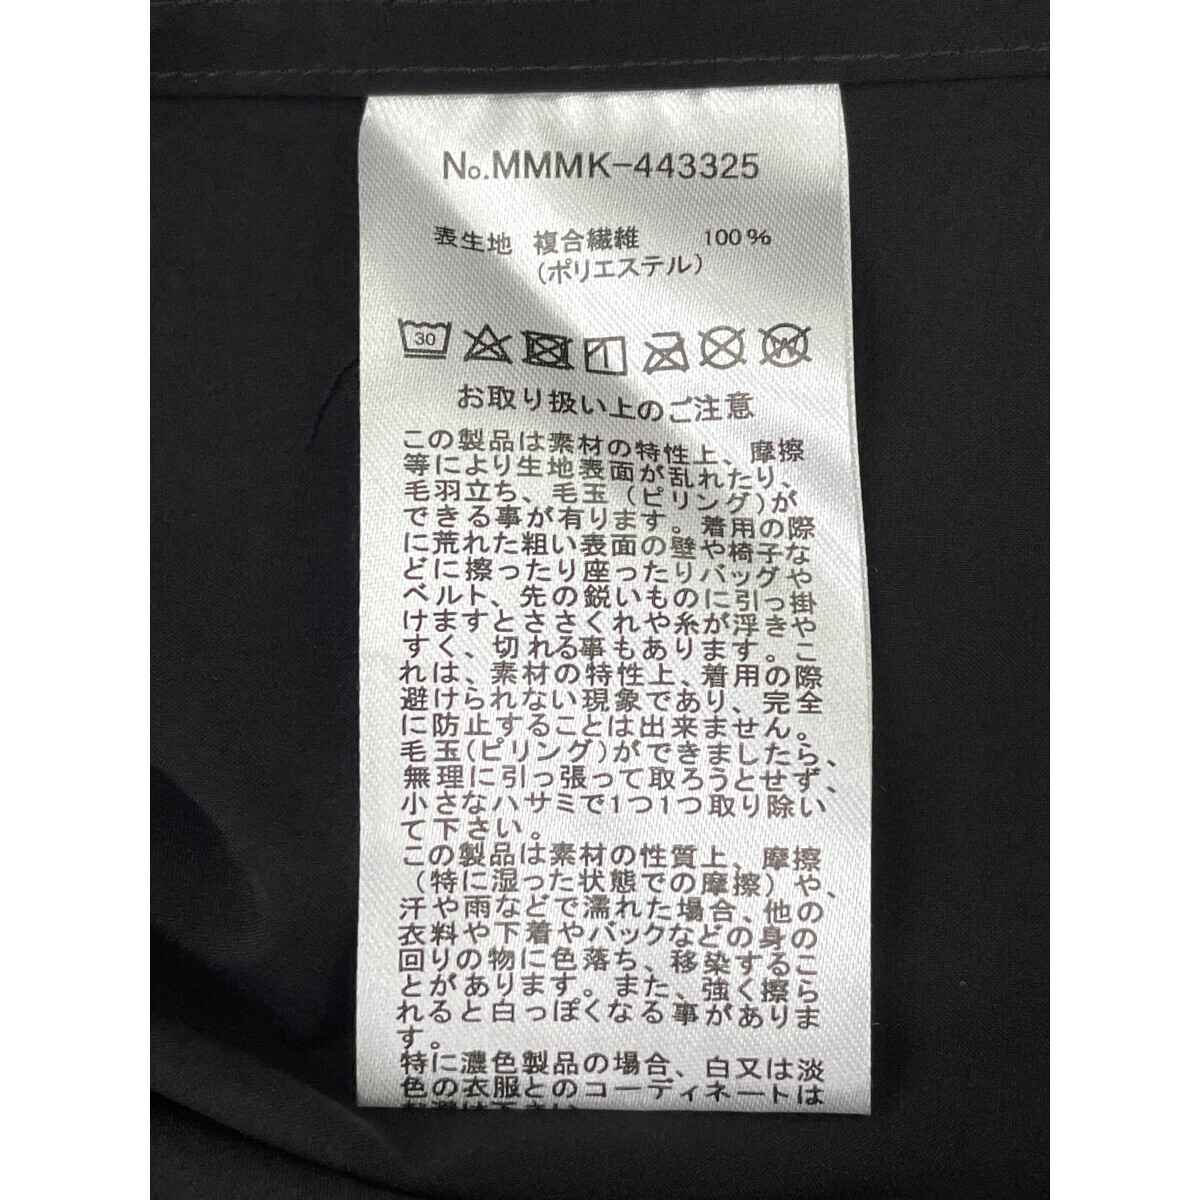 No.MMMK-443325
表生地 複合繊維 100%
(ポリエステル)
30
W
お取り扱い上のご注意
この製品は素材の特性上、摩擦
等により生地表面が乱れたり、
毛羽立ち、毛玉(ピリング)が
できる事が有ります。着用の際
に荒れた粗い表面の壁や椅子な
どに擦ったり座ったりバッグや
ベルト、先の鋭いものに引っ掛
けますとささくれや糸が浮きや
すく、切れる事もあります。こ
れは、素材の特性上、着用の際
避けられない現象であり、完全
に防止することは出来ません。
毛玉(ピリング)ができましたら、
無理に引っ張って取ろうとせず、
小さなハサミで1つ1つ取り除い
て下さい。
この製品は素材の性質上、摩擦
(特に湿った状態での摩擦)や、
汗や雨などで濡れた場合、他の
衣料や下着やバックなどの身の
回りの物に色落ち、移染するこ
とがあります。また、強く擦ら
れると白っぽくなる事がありま
す。
特に濃色製品の場合、白又は淡
色の衣服とのコーディネートは